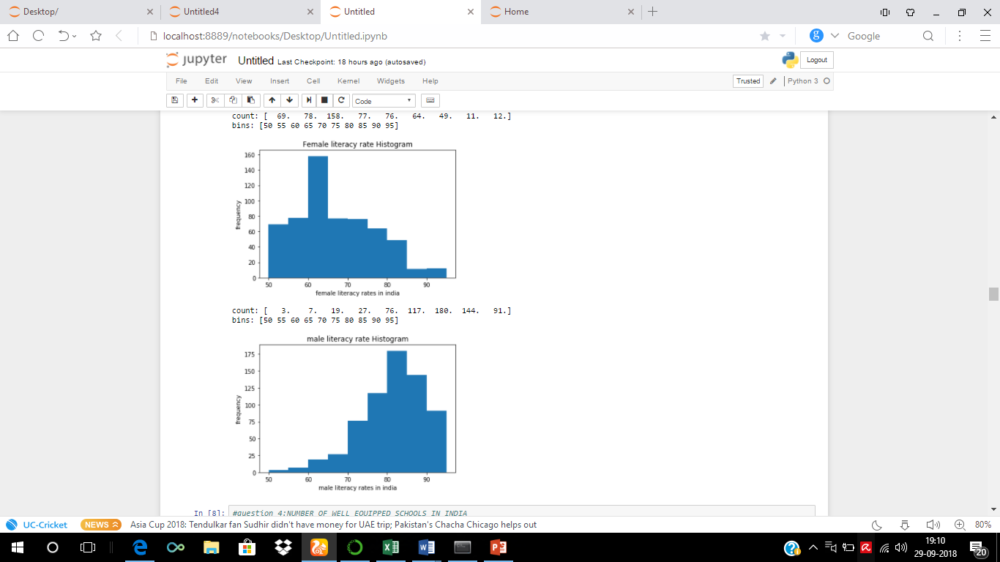 Desktop/
Untitled4
Untitled
Home
localhost:8889/notebooks/Desktop/Untitled.ipynb
g
Google
jupyter
Untitled Last Checkpoint: 18 hours ago (autosaved)
Logout
File Edit View Insert Cell Kernel Widgets Help
Trusted
Python 3
Code
count: [ 69. 78. 158. 77. 76. 64. 49. 11. 12.]
bins: [50 55 60 65 70 75 80 85 90 95]
Female literacy rate Histogram
160
140
120
100
80
60
40
20
0
frequency
50 60 70 80 90
female literacy rates in india
count: [ 3. 7. 19. 27. 76. 117. 180. 144. 91.]
bins: [50 55 60 65 70 75 80 85 90 95]
male literacy rate Histogram
175
150
125
100
75
50
25
0
frequency
50 60 70 80 90
male literacy rates in india
In [8]: #question 4:NUMBER OF WELL EQUIPPED SCHOOLS IN INDIA
UC-Cricket
NEWS
Asia Cup 2018: Tendulkar fan Sudhir didn't have money for UAE trip; Pakistan's Chacha Chicago helps out
80%
19:10
29-09-2018
20